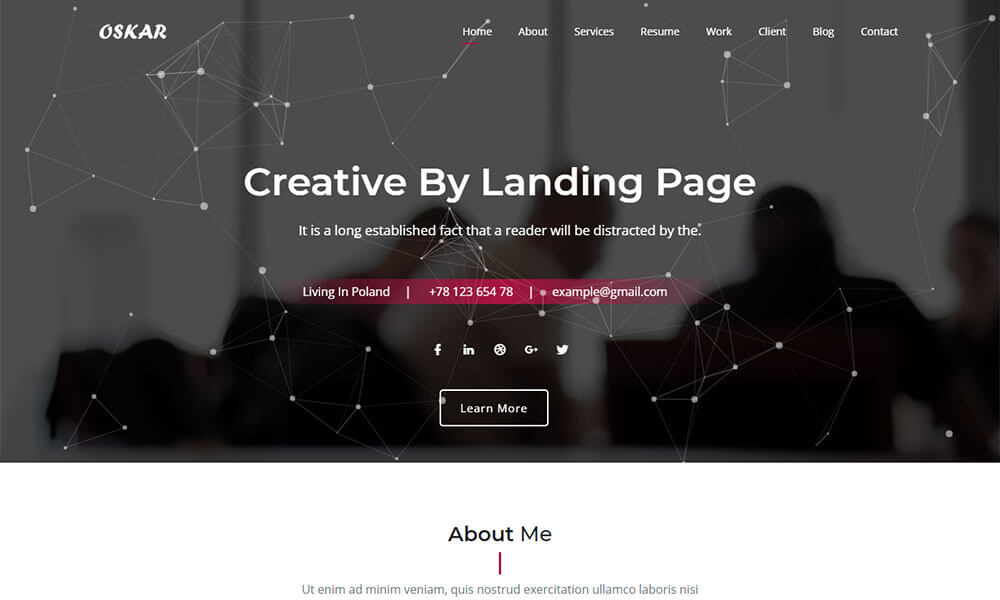 OSKAR
Home About Services Resume Work Client Blog Contact
Creative By Landing Page
It is a long established fact that a reader will be distracted by the.
Living In Poland | +78 123 654 78 | example@gmail.com
Learn More
About Me
Ut enim ad minim veniam, quis nostrud exercitation ullamco laboris nisi